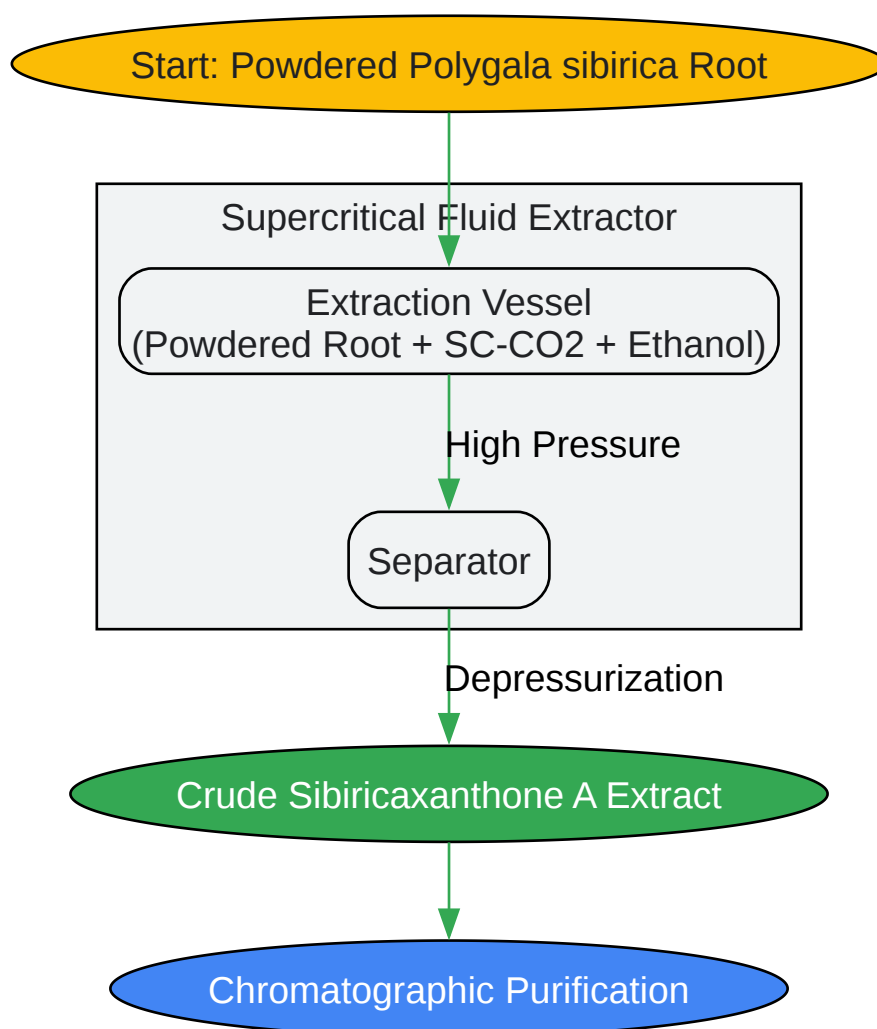 Start: Powdered Polygala sibirica Root
Supercritical Fluid Extractor
Extraction Vessel
(Powdered Root + SC-CO2 + Ethanol)
High Pressure
Separator
Depressurization
Crude Sibiricaxanthone A Extract
Chromatographic Purification